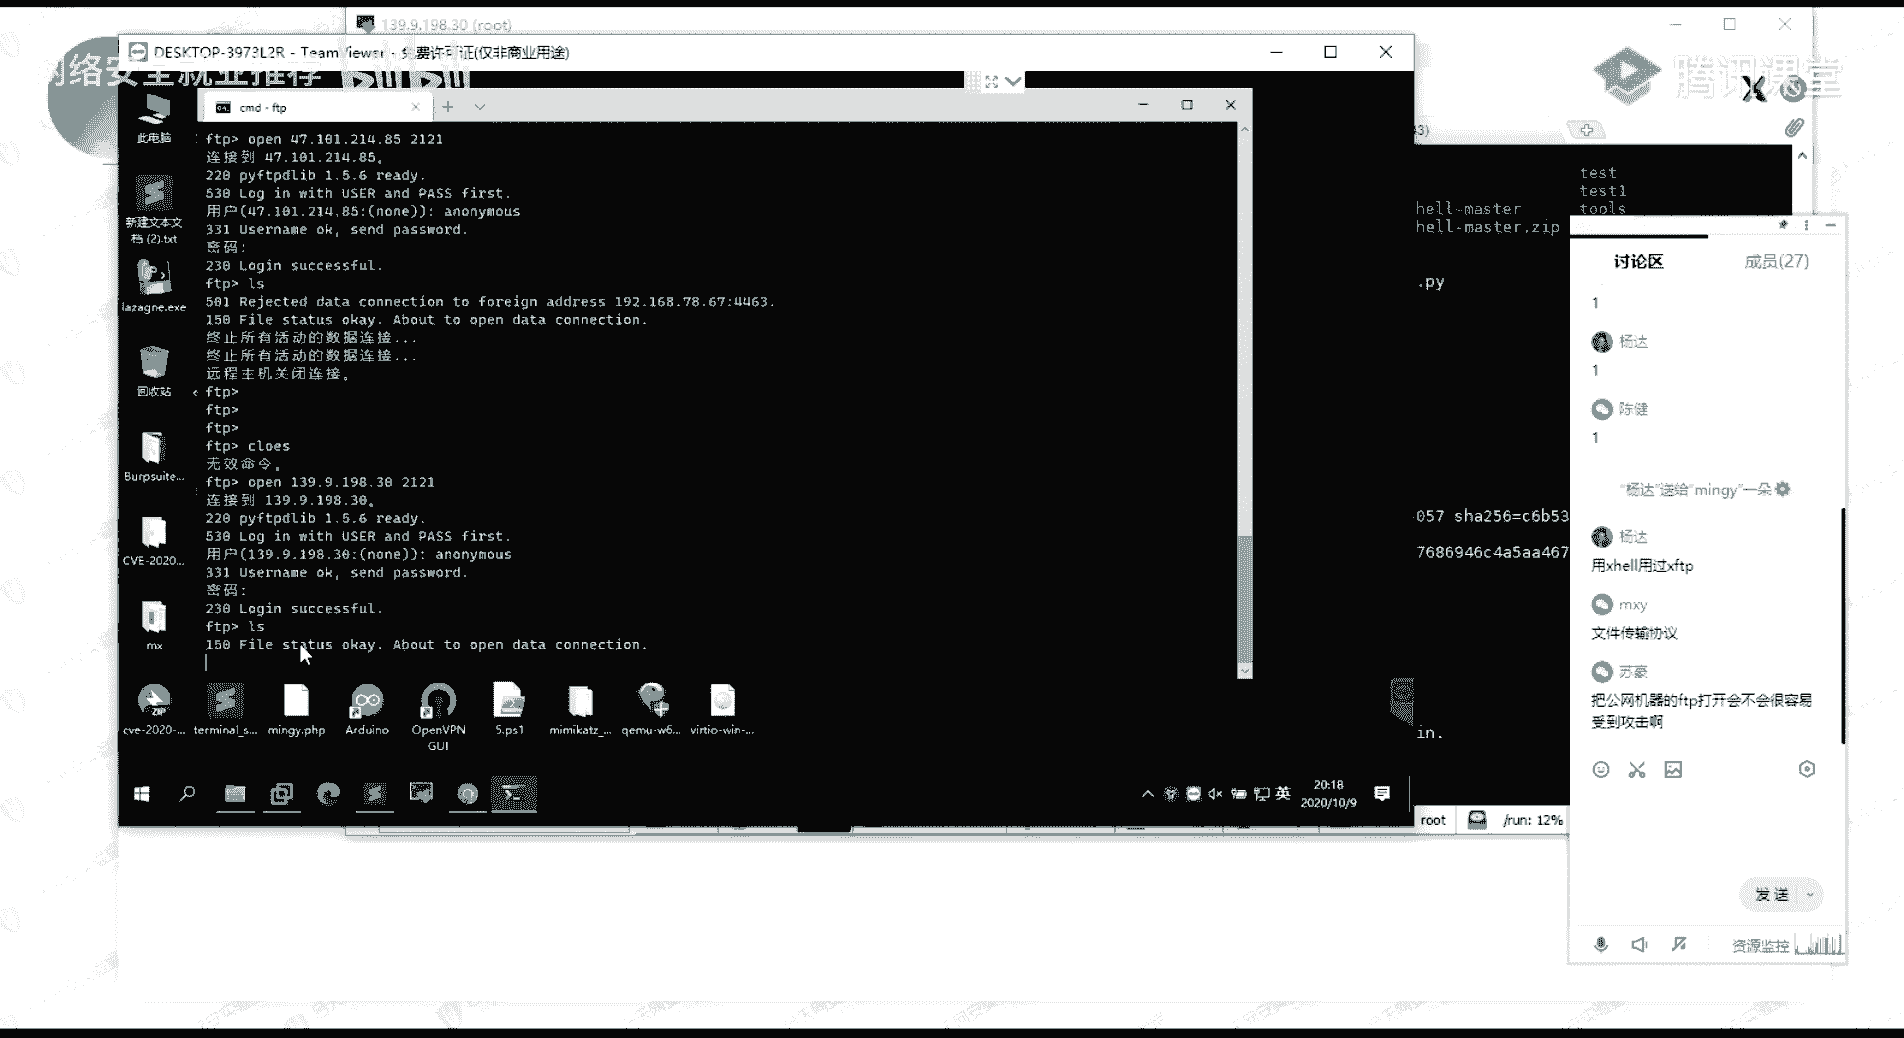 139.9.198.30 (root)
DESKTOP-3973L2R - TeamViewer - 免费许可证(仅非商业用途)
网络安全就业推荐
腾讯课堂
cmd - ftp
此电脑
新建文本文
档 (2).txt
lazagne.exe
回收站
Burpsuite...
CVE-2020...
mx
ftp> open 47.101.214.85 2121
连接到 47.101.214.85。
220 pyftpdlib 1.5.6 ready.
530 Log in with USER and PASS first.
用户(47.101.214.85:(none)): anonymous
331 Username ok, send password.
密码:
230 Login successful.
ftp> ls
501 Rejected data connection to foreign address 192.168.78.67:4463.
150 File status okay. About to open data connection.
终止所有活动的数据连接...
终止所有活动的数据连接...
远程主机关闭连接。
ftp>
ftp>
ftp>
ftp> cloes
无效命令。
ftp> open 139.9.198.30 2121
连接到 139.9.198.30。
220 pyftpdlib 1.5.6 ready.
530 Log in with USER and PASS first.
用户(139.9.198.30:(none)): anonymous
331 Username ok, send password.
密码:
230 Login successful.
ftp> ls
150 File status okay. About to open data connection.
cve-2020-... terminal_s... mingy.php Arduino OpenVPN GUI 5.ps1 mimikatz_... qemu-w6... virtio-win-...
英
20:18
2020/10/9
test
test1
hell-master tools
hell-master.zip
.py
057 sha256=c6b53
7686946c4a5aa467
in.
root /run: 12%
讨论区 成员(27)
1
杨达
1
陈健
1
"杨达"送给"mingy"一朵
杨达
用xhell用过xftp
mxy
文件传输协议
苏豪
把公网机器的ftp打开会不会很容易
受到攻击啊
发送
资源监控